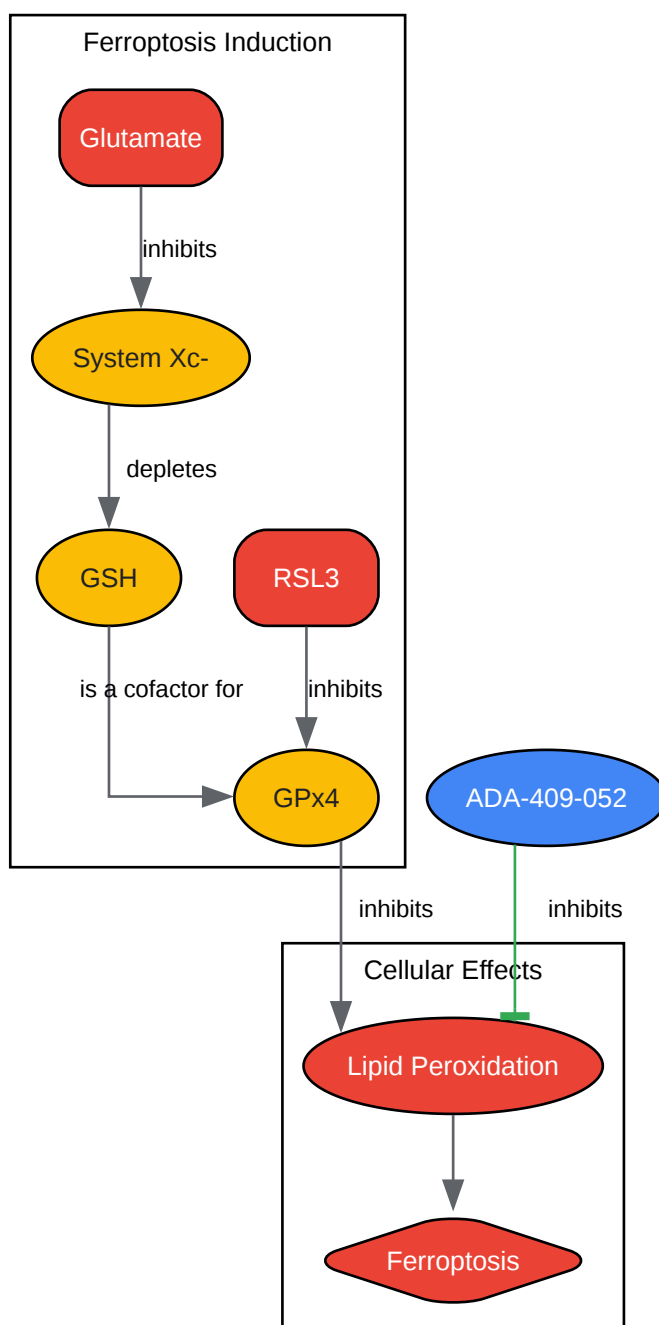 Ferroptosis Induction
Glutamate
inhibits
System Xc-
depletes
GSH
RSL3
is a cofactor for
inhibits
GPx4
ADA-409-052
inhibits
inhibits
Cellular Effects
Lipid Peroxidation
Ferroptosis